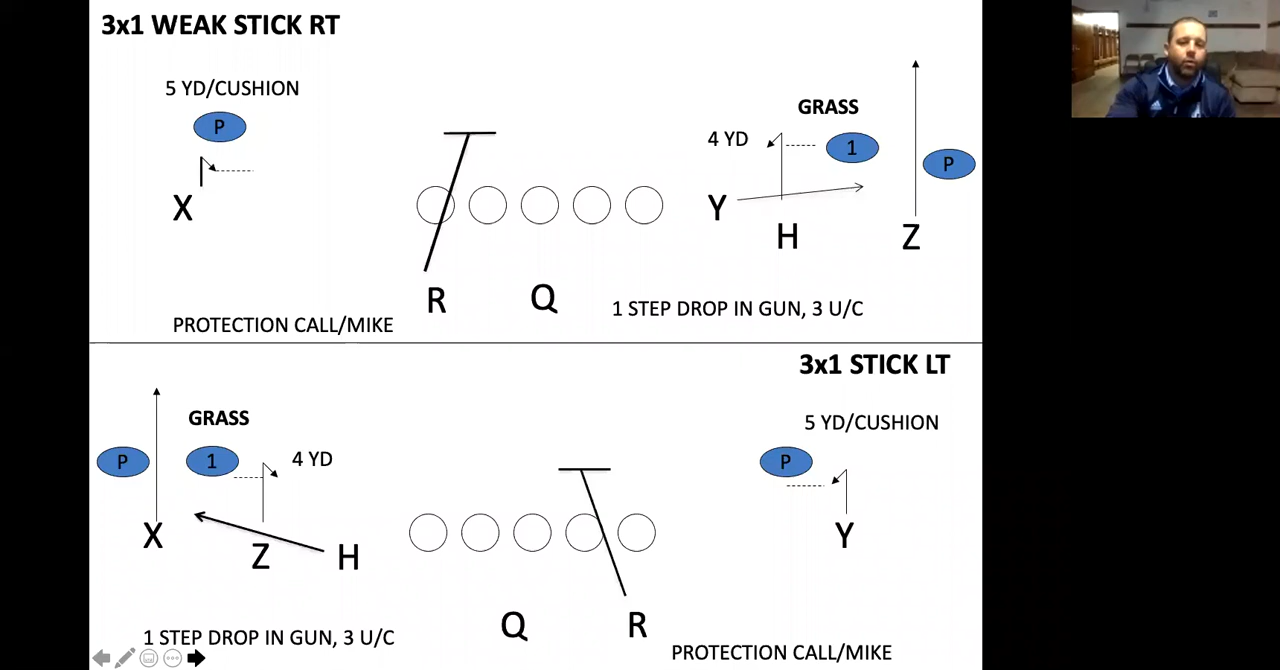 3x1 WEAK STICK RT
5 YD/CUSHION
P
GRASS
4 YD
1
P
X
Y
H
Z
R
Q
1 STEP DROP IN GUN, 3 U/C
PROTECTION CALL/MIKE
3x1 STICK LT
GRASS
5 YD/CUSHION
P
1
4 YD
P
X
Z
H
Y
Q
R
1 STEP DROP IN GUN, 3 U/C
PROTECTION CALL/MIKE